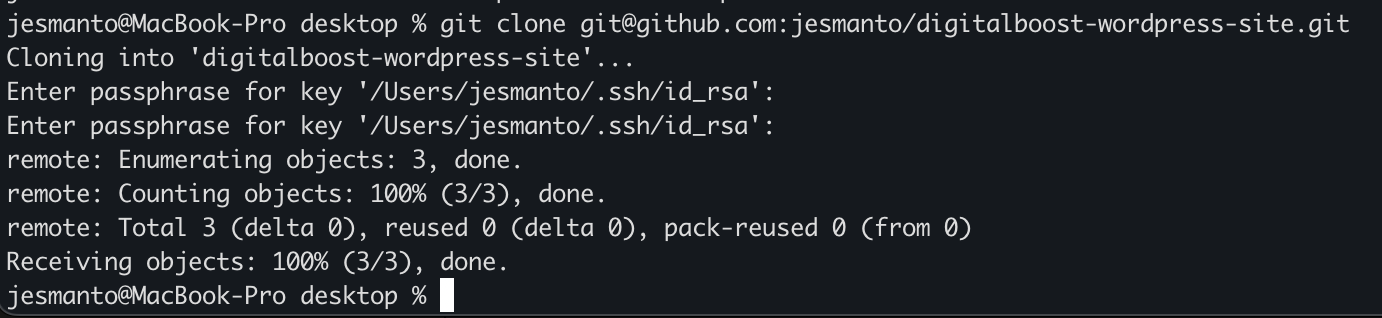 jesmanto@MacBook-Pro desktop % git clone git@github.com:jesmanto/digitalboost-wordpress-site.git
Cloning into 'digitalboost-wordpress-site'...
Enter passphrase for key '/Users/jesmanto/.ssh/id_rsa':
Enter passphrase for key '/Users/jesmanto/.ssh/id_rsa':
remote: Enumerating objects: 3, done.
remote: Counting objects: 100% (3/3), done.
remote: Total 3 (delta 0), reused 0 (delta 0), pack-reused 0 (from 0)
Receiving objects: 100% (3/3), done.
jesmanto@MacBook-Pro desktop %